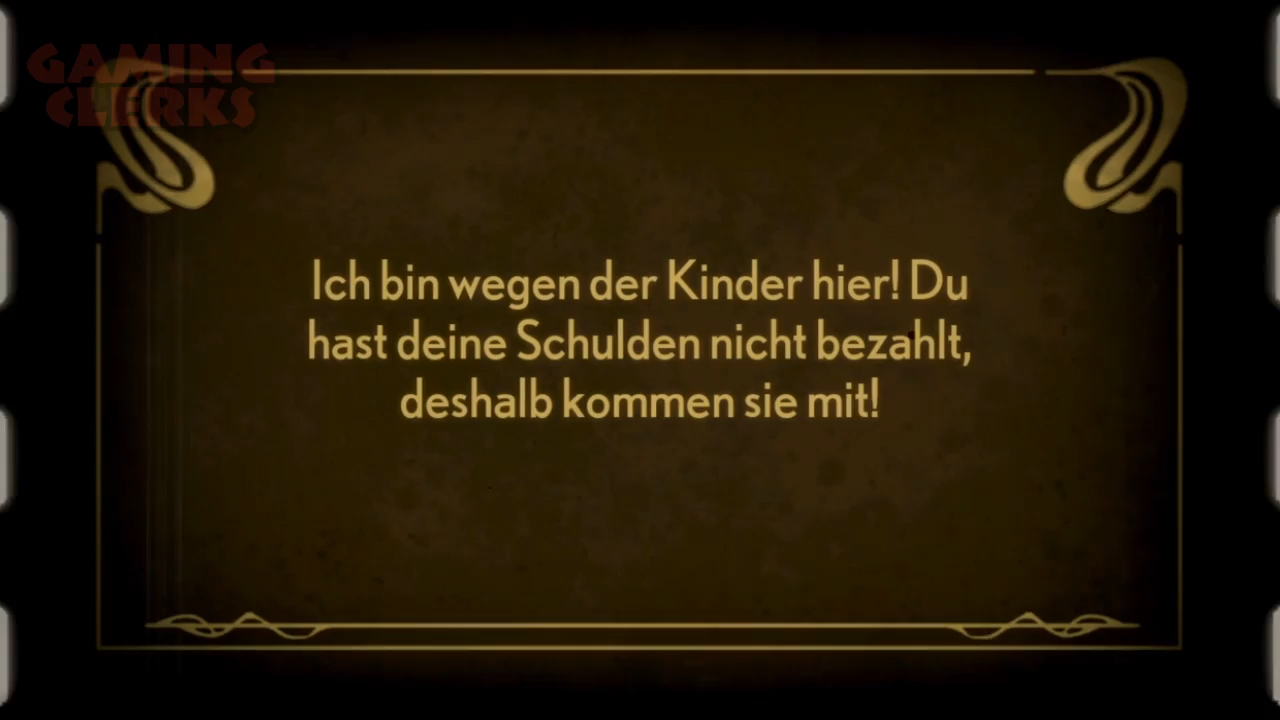 GAMING
CLERKS
Ich bin wegen der Kinder hier! Du
hast deine Schulden nicht bezahlt,
deshalb kommen sie mit!